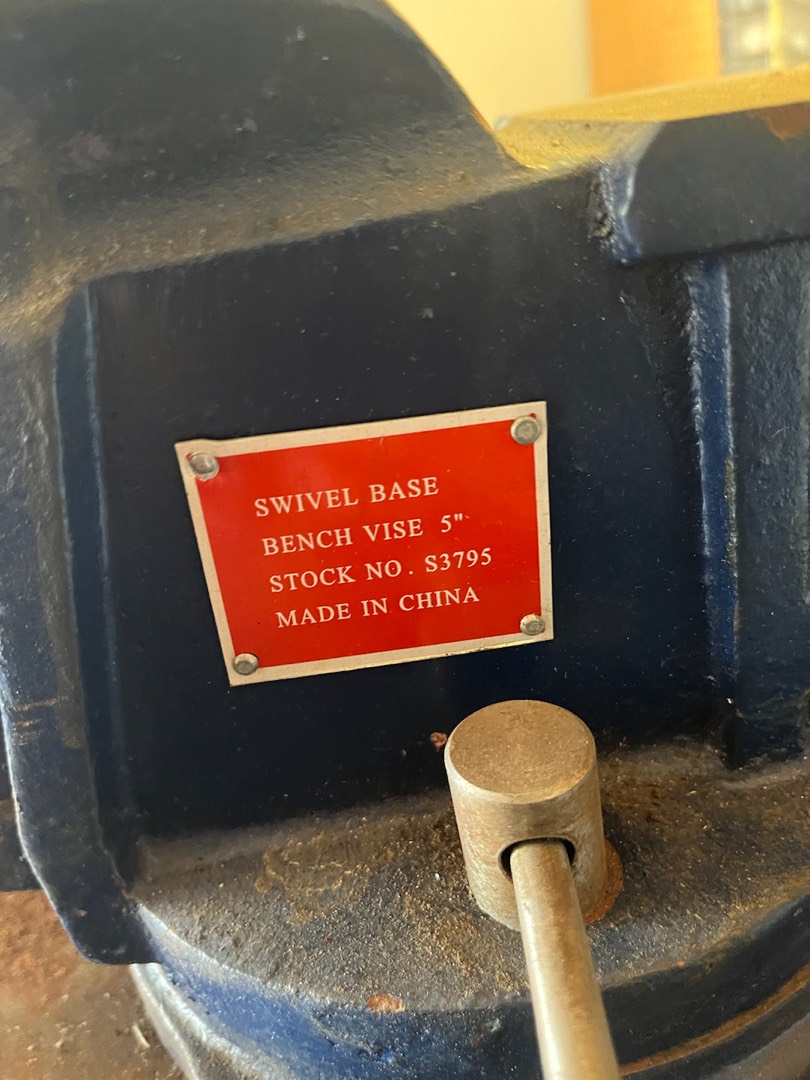 SWIVEL BASE
BENCH VISE 5"
STOCK NO. S3795
MADE IN CHINA